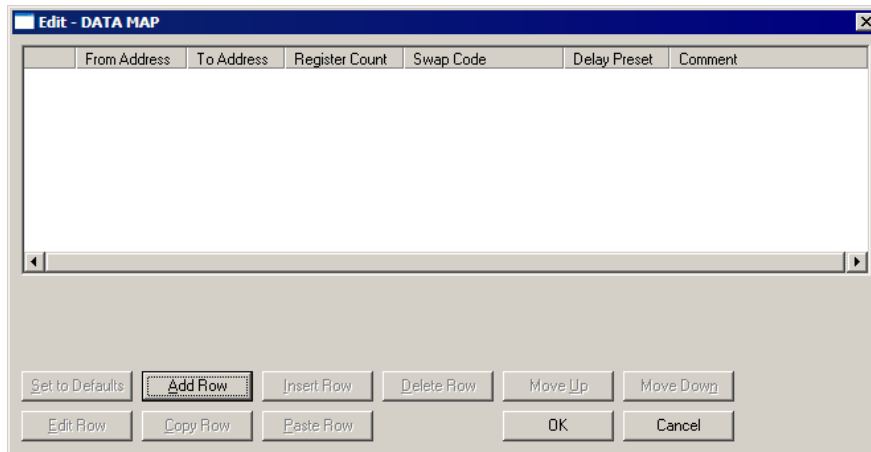 Edit - DATA MAP
From Address To Address Register Count Swap Code Delay Preset Comment
Set to Defaults Add Row Insert Row Delete Row Move Up Move Down
Edit Row Copy Row Paste Row OK Cancel